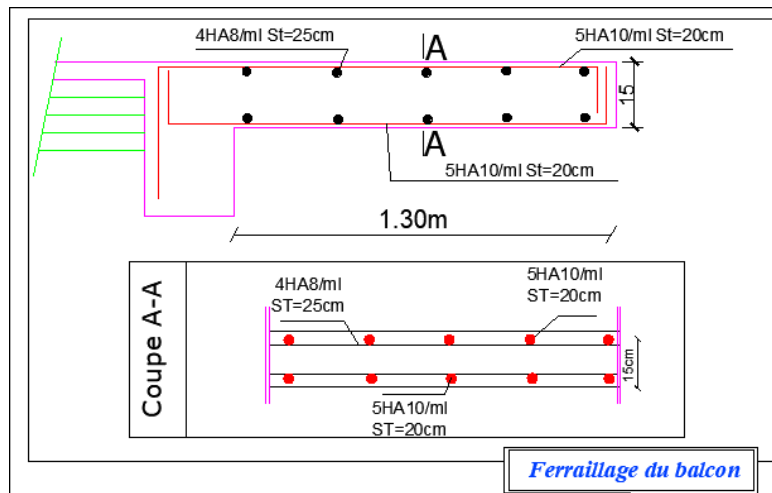 4HA8/ml St=25cm
A
5HA10/ml St=20cm
15
A
5HA10/ml St=20cm
1.30m
Coupe A-A
4HA8/ml
ST=25cm
5HA10/ml
ST=20cm
15cm
5HA10/ml
ST=20cm
Ferraillage du balcon